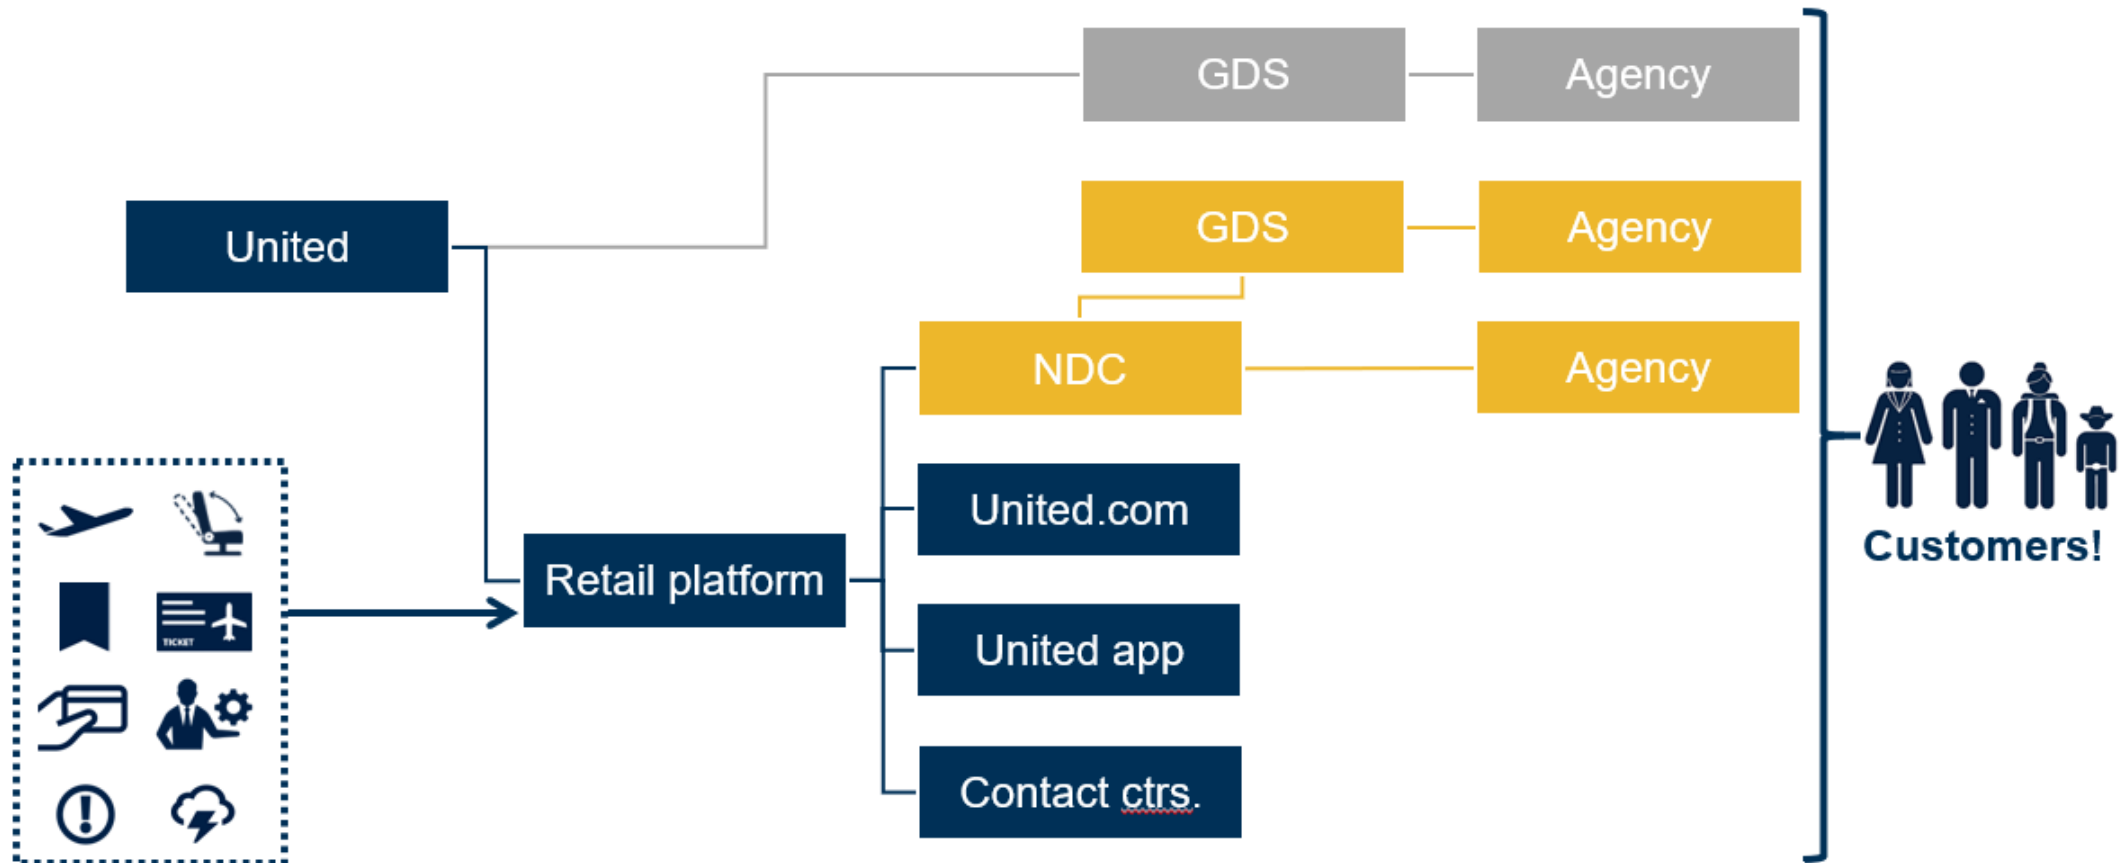 GDS
Agency
GDS
Agency
United
NDC
Agency
United.com
Customers!
Retail platform
TICKET
United app
Contact ctrs.